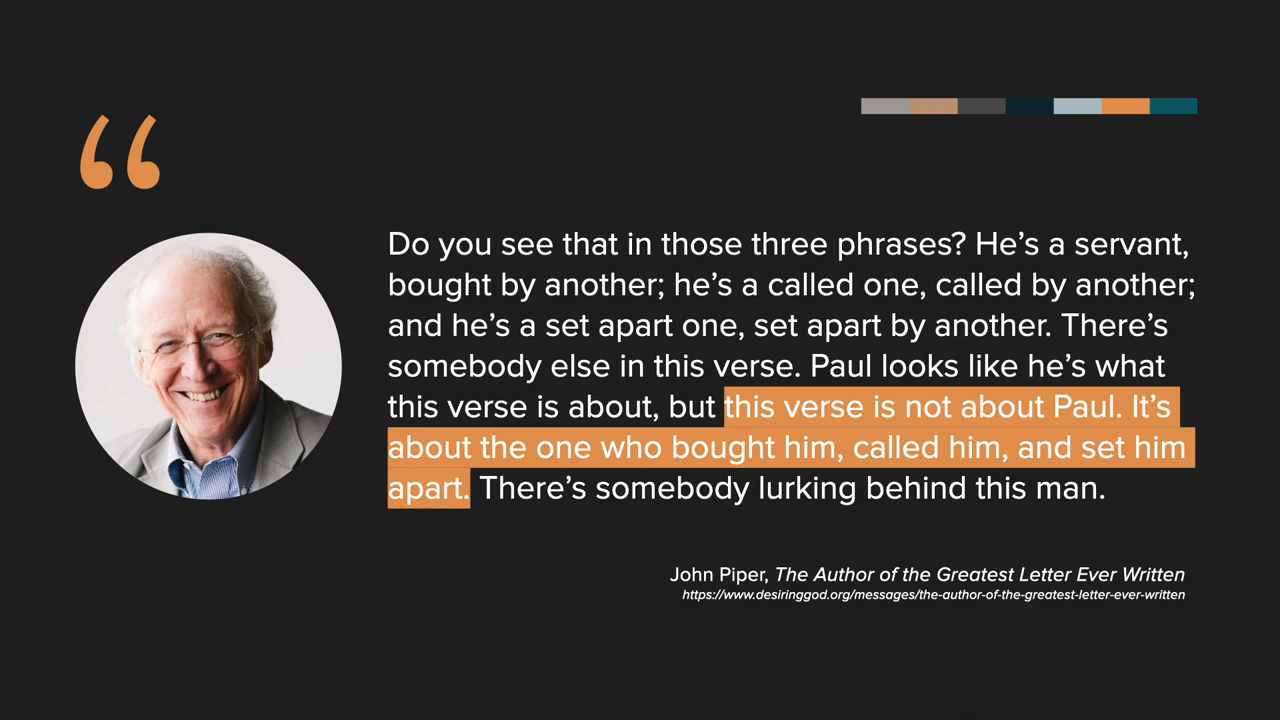 “
Do you see that in those three phrases? He’s a servant,
bought by another; he’s a called one, called by another;
and he’s a set apart one, set apart by another. There’s
somebody else in this verse. Paul looks like he’s what
this verse is about, but this verse is not about Paul. It’s
about the one who bought him, called him, and set him
apart. There’s somebody lurking behind this man.
John Piper, The Author of the Greatest Letter Ever Written
https://www.desiringgod.org/messages/the-author-of-the-greatest-letter-ever-written